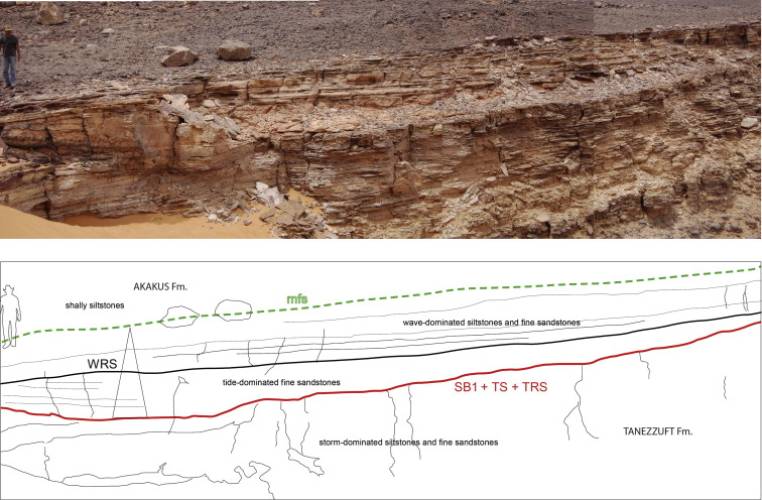 AKAKUS Fm.
shally siltstones
mfs
wave-dominated siltstones and fine sandstones
WRS
tide-dominated fine sandstones
SB1 + TS + TRS
storm-dominated siltstones and fine sandstones
TANEZZUFT Fm.